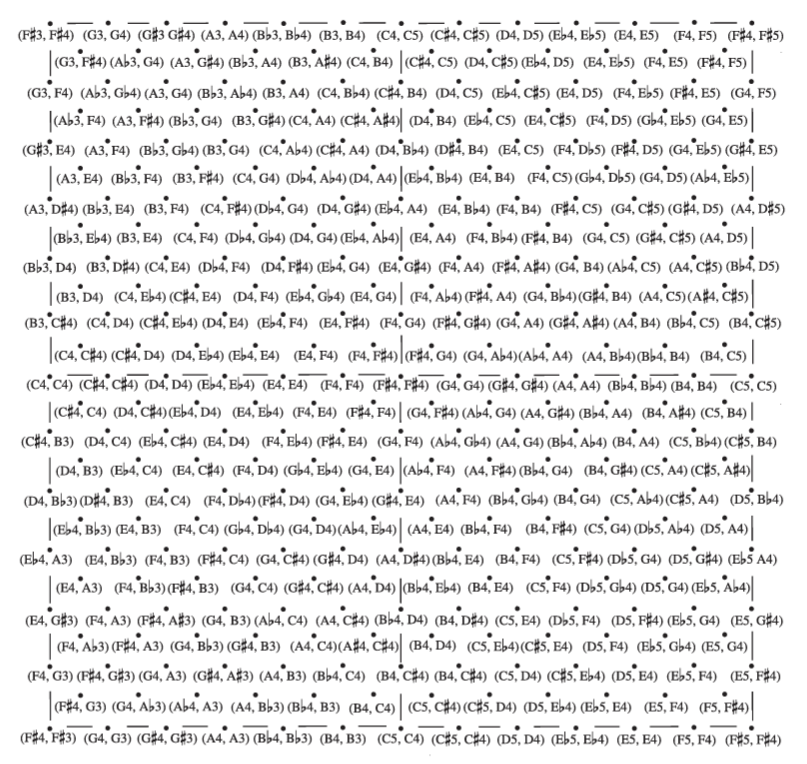 (F♯3, F♯4) (G3, G4) (G♯3 G♯4) (A3, A4) (B♭3, B♭4) (B3, B4) (C4, C5) (C♯4, C♯5) (D4, D5) (E♭4, E♭5) (E4, E5) (F4, F5) (F♯4, F♯5)
(G3, F♯4) (A♭3, G4) (A3, G♯4) (B♭3, A4) (B3, A♯4) (C4, B4) (C♯4, C5) (D4, C♯5) (E♭4, D5) (E4, E♭5) (F4, E5) (F♯4, F5)
(G3, F4) (A♭3, G♭4) (A3, G4) (B♭3, A♭4) (B3, A4) (C4, B♭4) (C♯4, B4) (D4, C5) (E♭4, C♯5) (E4, D5) (F4, E♭5) (F♯4, E5) (G4, F5)
(A♭3, F4) (A3, F♯4) (B♭3, G4) (B3, G♯4) (C4, A4) (C♯4, A♯4) (D4, B4) (E♭4, C5) (E4, C♯5) (F4, D5) (G♭4, E♭5) (G4, E5)
(G♯3, E4) (A3, F4) (B♭3, G♭4) (B3, G4) (C4, A♭4) (C♯4, A4) (D4, B♭4) (D♯4, B4) (E4, C5) (F4, D♭5) (F♯4, D5) (G4, E♭5) (G♯4, E5)
(A3, E4) (B♭3, F4) (B3, F♯4) (C4, G4) (D♭4, A♭4) (D4, A4) (E♭4, B♭4) (E4, B4) (F4, C5) (G♭4, D♭5) (G4, D5) (A♭4, E♭5)
(A3, D♯4) (B♭3, E4) (B3, F4) (C4, F♯4) (D♭4, G4) (D4, G♯4) (E♭4, A4) (E4, B♭4) (F4, B4) (F♯4, C5) (G4, C♯5) (G♯4, D5) (A4, D♯5)
(B♭3, E♭4) (B3, E4) (C4, F4) (D♭4, G♭4) (D4, G4) (E♭4, A♭4) (E4, A4) (F4, B♭4) (F♯4, B4) (G4, C5) (G♯4, C♯5) (A4, D5)
(B♭3, D4) (B3, D♯4) (C4, E4) (D♭4, F4) (D4, F♯4) (E♭4, G4) (E4, G♯4) (F4, A4) (F♯4, A♯4) (G4, B4) (A♭4, C5) (A4, C♯5) (B♭4, D5)
(B3, D4) (C4, E♭4) (C♯4, E4) (D4, F4) (E♭4, G♭4) (E4, G4) (F4, A♭4) (F♯4, A4) (G4, B♭4) (G♯4, B4) (A4, C5) (A♯4, C♯5)
(B3, C♯4) (C4, D4) (C♯4, E♭4) (D4, E4) (E♭4, F4) (E4, F♯4) (F4, G4) (F♯4, G♯4) (G4, A4) (G♯4, A♯4) (A4, B4) (B♭4, C5) (B4, C♯5)
(C4, C♯4) (C♯4, D4) (D4, E♭4) (E♭4, E4) (E4, F4) (F4, F♯4) (F♯4, G4) (G4, A♭4) (A♭4, A4) (A4, B♭4) (B♭4, B4) (B4, C5)
(C4, C4) (C♯4, C♯4) (D4, D4) (E♭4, E♭4) (E4, E4) (F4, F4) (F♯4, F♯4) (G4, G4) (G♯4, G♯4) (A4, A4) (B♭4, B♭4) (B4, B4) (C5, C5)
(C♯4, C4) (D4, C♯4) (E♭4, D4) (E4, E♭4) (F4, E4) (F♯4, F4) (G4, F♯4) (A♭4, G4) (A4, G♯4) (B♭4, A4) (B4, A♯4) (C5, B4)
(C♯4, B3) (D4, C4) (E♭4, C♯4) (E4, D4) (F4, E♭4) (F♯4, E4) (G4, F4) (A♭4, G♭4) (A4, G4) (B♭4, A♭4) (B4, A4) (C5, B♭4) (C♯5, B4)
(D4, B3) (E♭4, C4) (E4, C♯4) (F4, D4) (G♭4, E♭4) (G4, E4) (A♭4, F4) (A4, F♯4) (B♭4, G4) (B4, G♯4) (C5, A4) (C♯5, A♯4)
(D4, B♭3) (D♯4, B3) (E4, C4) (F4, D♭4) (F♯4, D4) (G4, E♭4) (G♯4, E4) (A4, F4) (B♭4, G♭4) (B4, G4) (C5, A♭4) (C♯5, A4) (D5, B♭4)
(E♭4, B♭3) (E4, B3) (F4, C4) (G♭4, D♭4) (G4, D4) (A♭4, E♭4) (A4, E4) (B♭4, F4) (B4, F♯4) (C5, G4) (D♭5, A♭4) (D5, A4)
(E♭4, A3) (E4, B♭3) (F4, B3) (F♯4, C4) (G4, C♯4) (G♯4, D4) (A4, D♯4) (B♭4, E4) (B4, F4) (C5, F♯4) (D♭5, G4) (D5, G♯4) (E♭5 A4)
(E4, A3) (F4, B♭3) (F♯4, B3) (G4, C4) (G♯4, C♯4) (A4, D4) (B♭4, E♭4) (B4, E4) (C5, F4) (D♭5, G♭4) (D5, G4) (E♭5, A♭4)
(E4, G♯3) (F4, A3) (F♯4, A♯3) (G4, B3) (A♭4, C4) (A4, C♯4) (B♭4, D4) (B4, D♯4) (C5, E4) (D♭5, F4) (D5, F♯4) (E♭5, G4) (E5, G♯4)
(F4, A♭3) (F♯4, A3) (G4, B♭3) (G♯4, B3) (A4, C4) (A♯4, C♯4) (B4, D4) (C5, E♭4) (C♯5, E4) (D5, F4) (E♭5, G♭4) (E5, G4)
(F4, G3) (F♯4, G♯3) (G4, A3) (G♯4, A♯3) (A4, B3) (B♭4, C4) (B4, C♯4) (B4, C♯4) (C5, D4) (C♯5, E♭4) (D5, E4) (E♭5, F4) (E5, F♯4)
(F♯4, G3) (G4, A♭3) (A♭4, A3) (A4, B♭3) (B♭4, B3) (B4, C4) (C5, C♯4) (C♯5, D4) (D5, E♭4) (E♭5, E4) (E5, F4) (F5, F♯4)
(F♯4, F♯3) (G4, G3) (G♯4, G♯3) (A4, A3) (B♭4, B♭3) (B4, B3) (C5, C4) (C♯5, C♯4) (D5, D4) (E♭5, E♭4) (E5, E4) (F5, F4) (F♯5, F♯4)